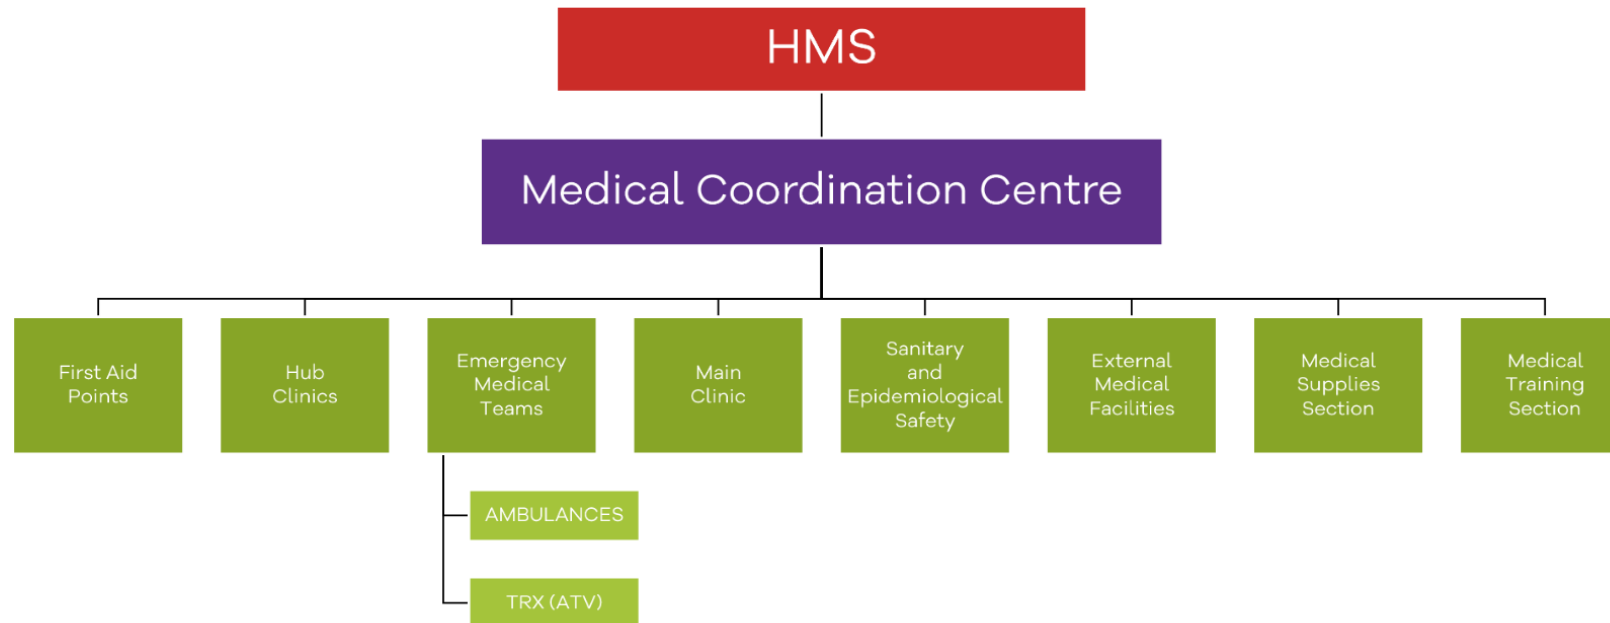 HMS
Medical Coordination Centre
First Aid
Points
Hub
Clinics
Emergency
Medical
Teams
Main
Clinic
Sanitary
and
Epidemiological
Safety
External
Medical
Facilities
Medical
Supplies
Section
Medical
Training
Section
AMBULANCES
TRX (ATV)